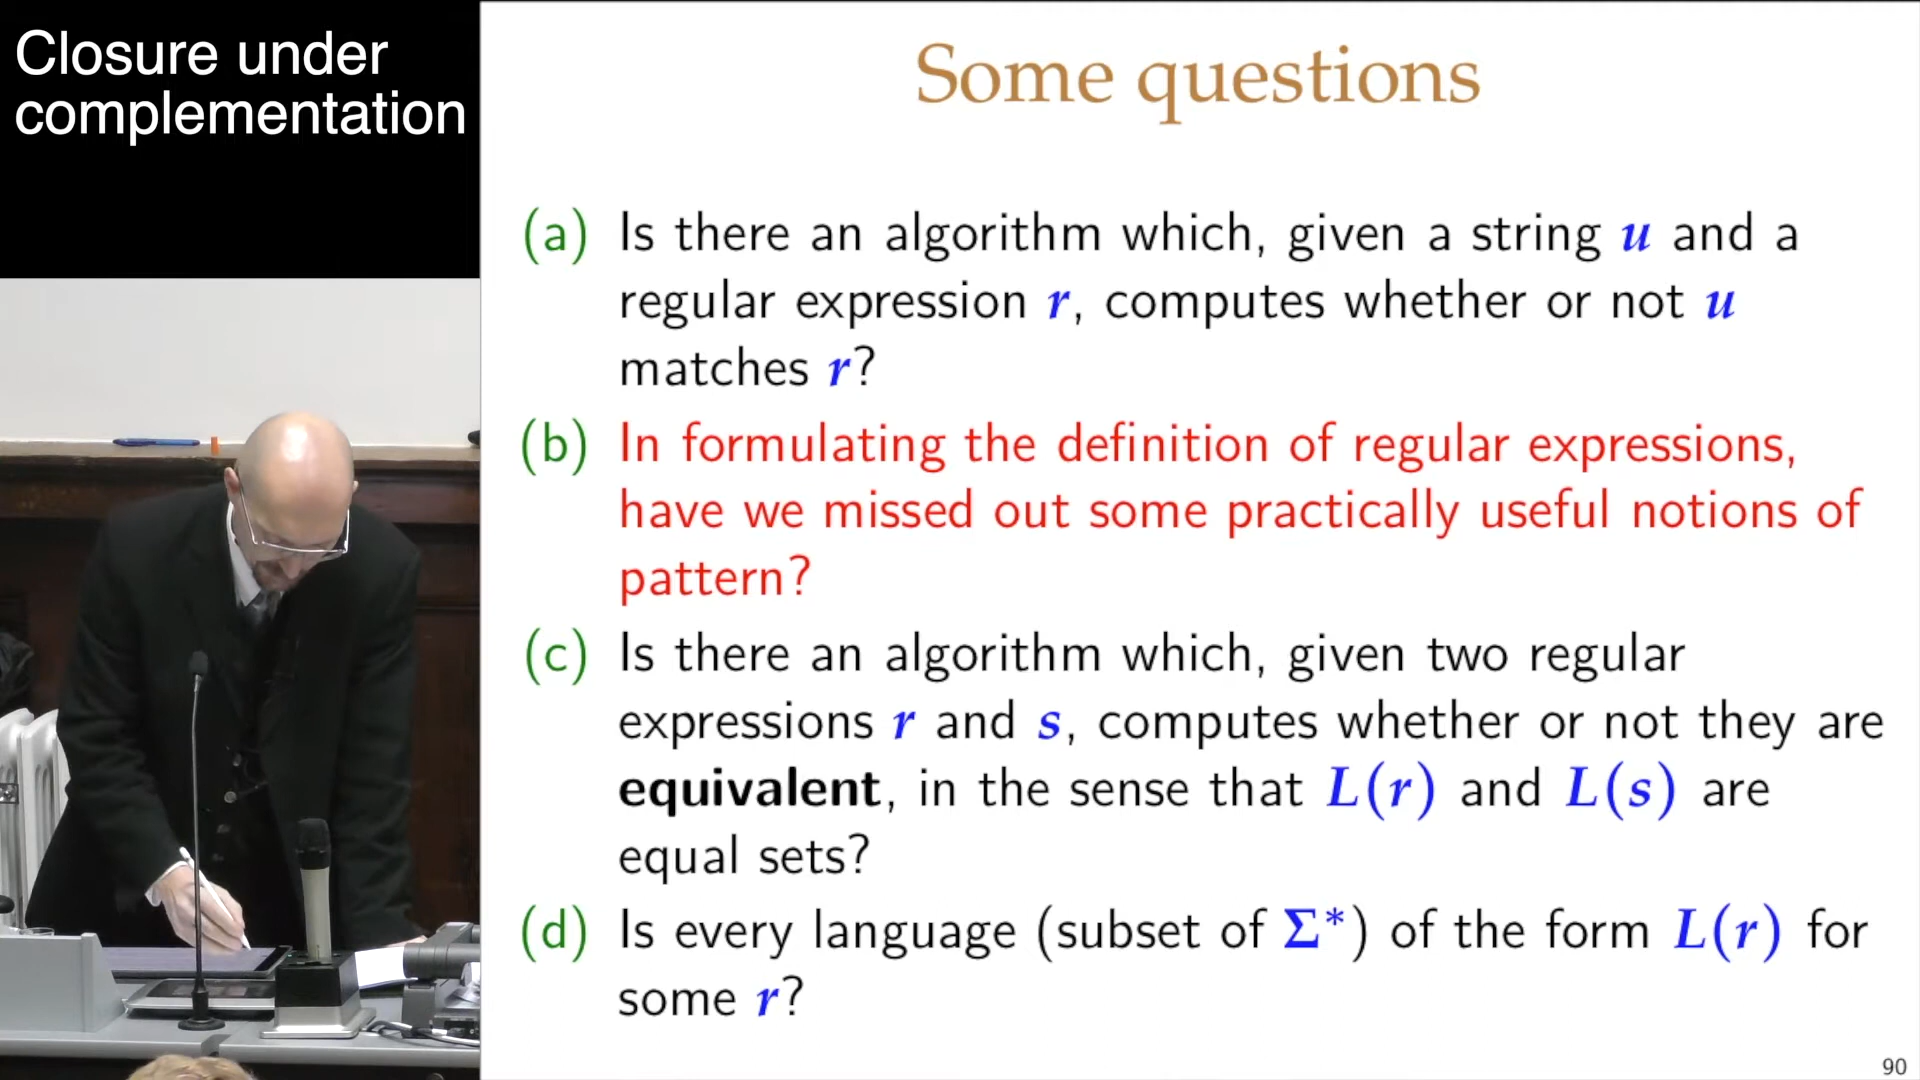 Closure under
complementation
Some questions
(a) Is there an algorithm which, given a string u and a
regular expression r, computes whether or not u
matches r?
(b) In formulating the definition of regular expressions,
have we missed out some practically useful notions of
pattern?
(c) Is there an algorithm which, given two regular
expressions r and s, computes whether or not they are
equivalent, in the sense that L(r) and L(s) are
equal sets?
(d) Is every language (subset of Σ*) of the form L(r) for
some r?
90